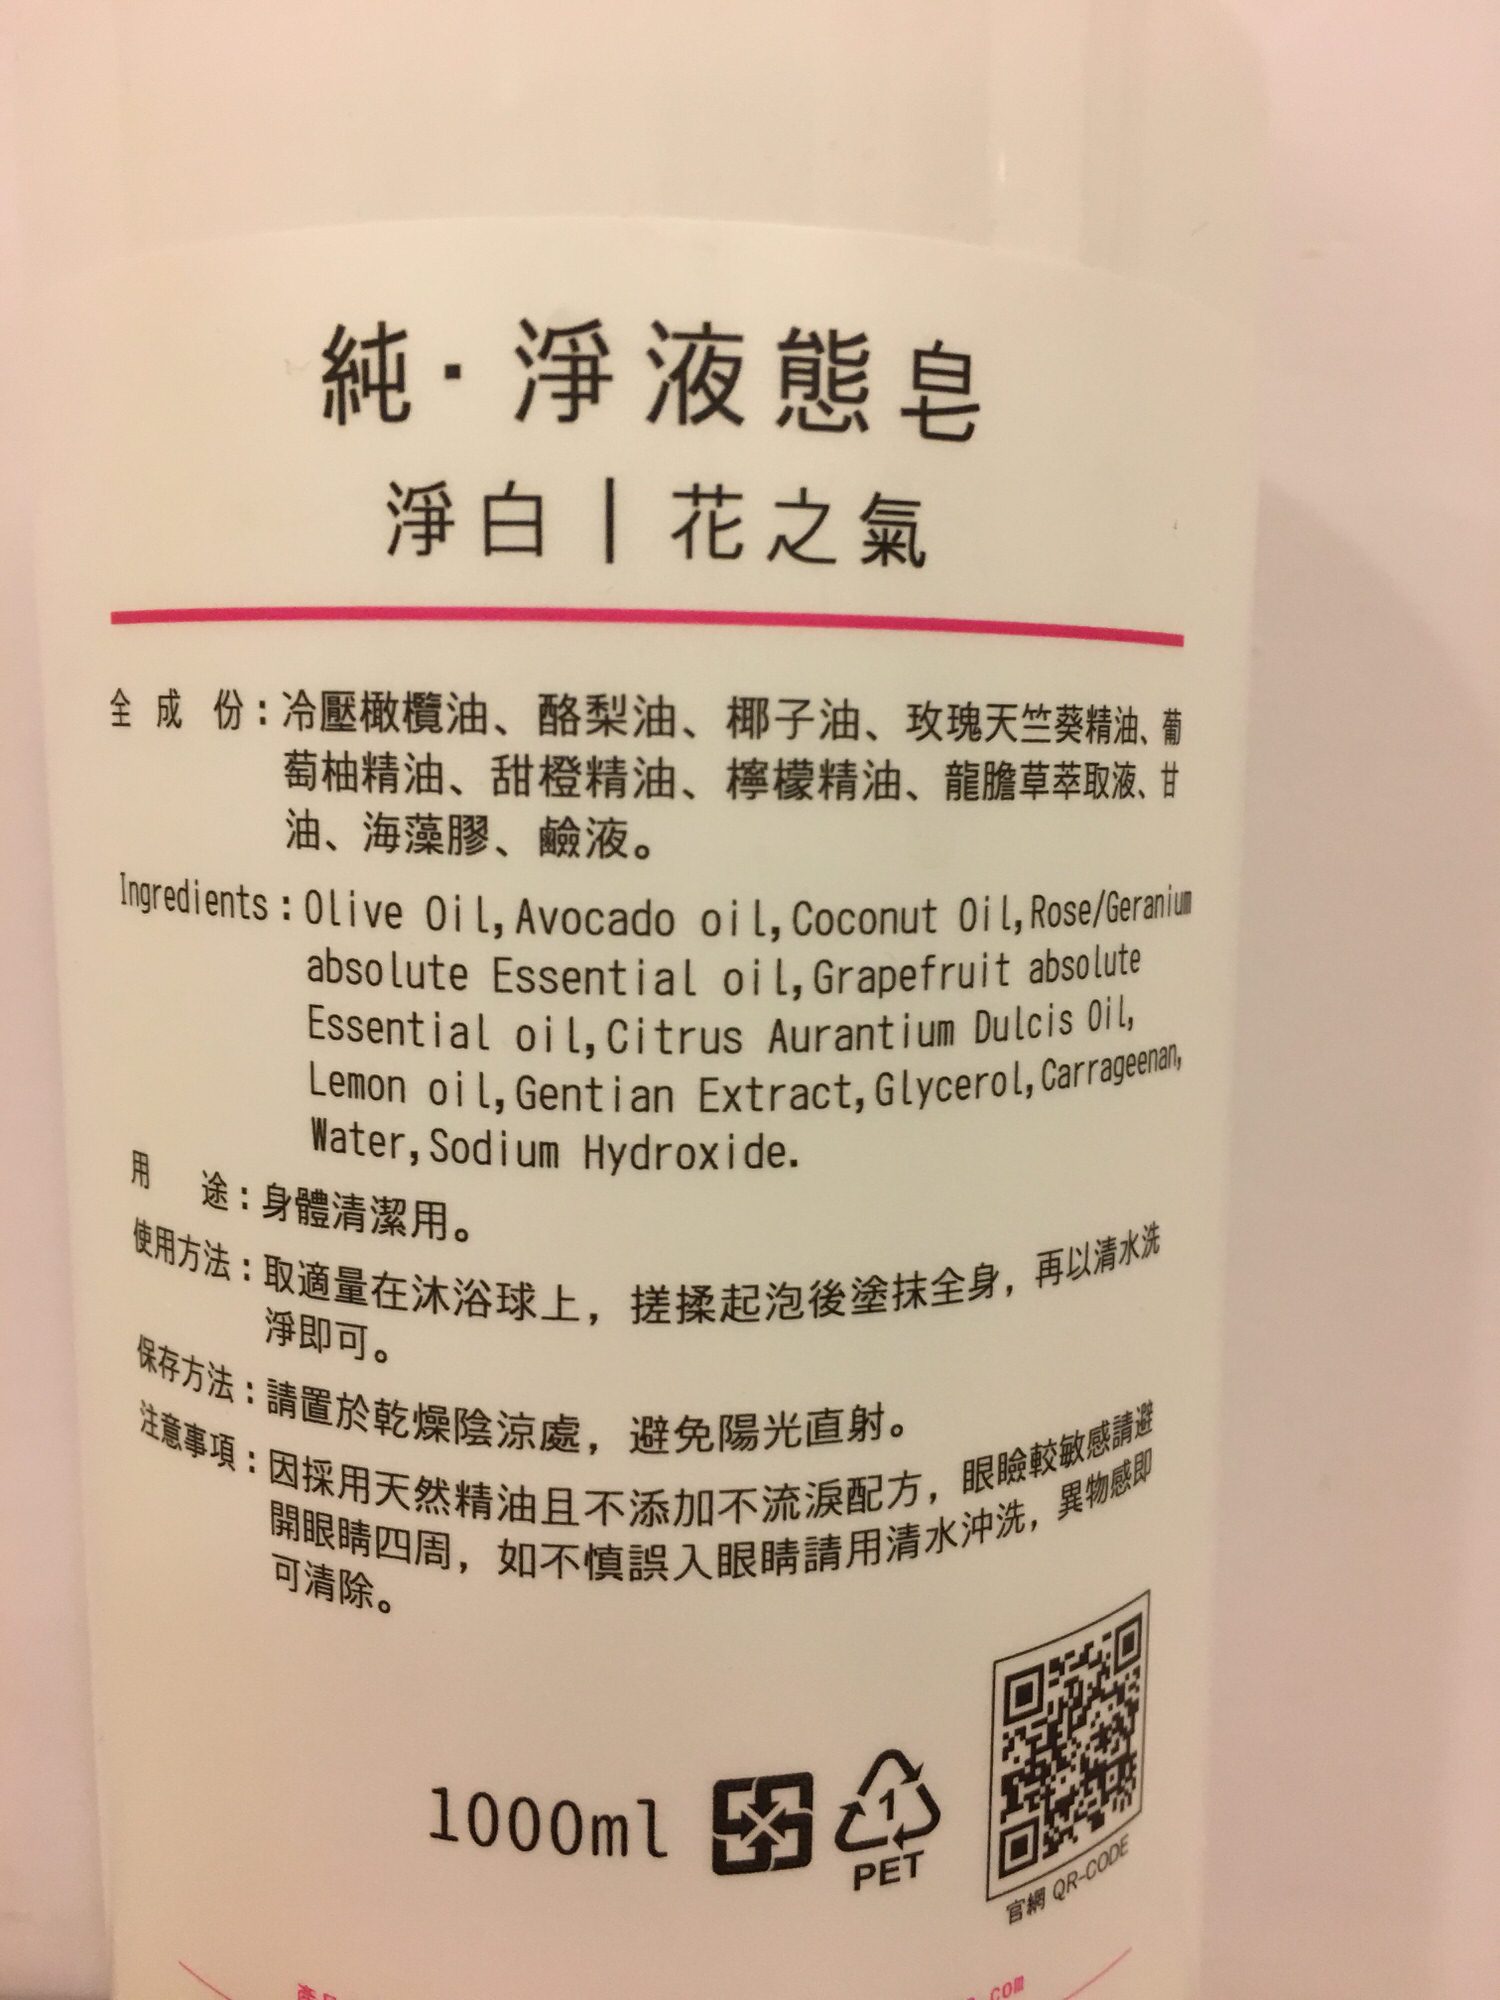 純·淨液態皂
淨白|花之氣
全成份:冷壓橄欖油、酪梨油、椰子油、玫瑰天竺葵精油、葡
萄柚精油、甜橙精油、檸檬精油、龍膽草萃取液、甘
油、海藻膠、鹼液。
Ingredients:Olive Oil,Avocado oil,Coconut Oil,Rose/Geranium
absolute Essential oil,Grapefruit absolute
Essential oil,Citrus Aurantium Dulcis Oil,
Lemon oil,Gentian Extract,Glycerol,Carrageenan,
Water,Sodium Hydroxide.
用途:身體清潔用。
使用方法:取適量在沐浴球上,搓揉起泡後塗抹全身,再以清水洗
淨即可。
保存方法:請置於乾燥陰涼處,避免陽光直射。
注意事項:因採用天然精油且不添加不流淚配方,眼瞼較敏感請避
開眼睛四周,如不慎誤入眼睛請用清水沖洗,異物感即
可清除。
1000ml
1
PET
官網 QR-CODE
.com